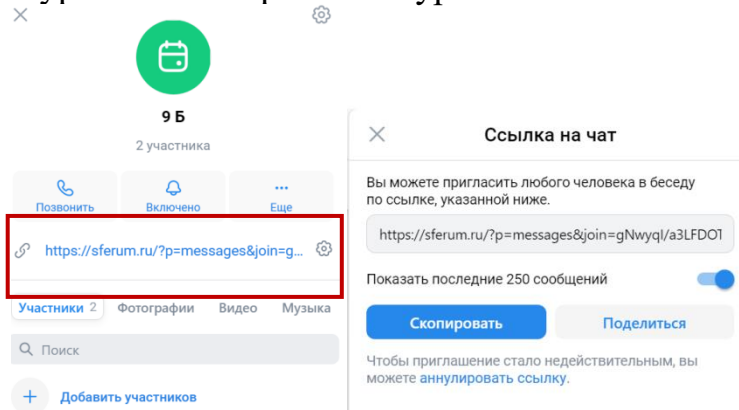 9 Б
2 участника
Позвонить Включено Еще
https://sferum.ru/?p=messages&join=g...
Участники 2 Фотографии Видео Музыка
Поиск
Добавить участников
Ссылка на чат
Вы можете пригласить любого человека в беседу
по ссылке, указанной ниже.
https://sferum.ru/?p=messages&join=gNwyql/a3LFDO1
Показать последние 250 сообщений
Скопировать Поделиться
Чтобы приглашение стало недействительным, вы
можете аннулировать ссылку.